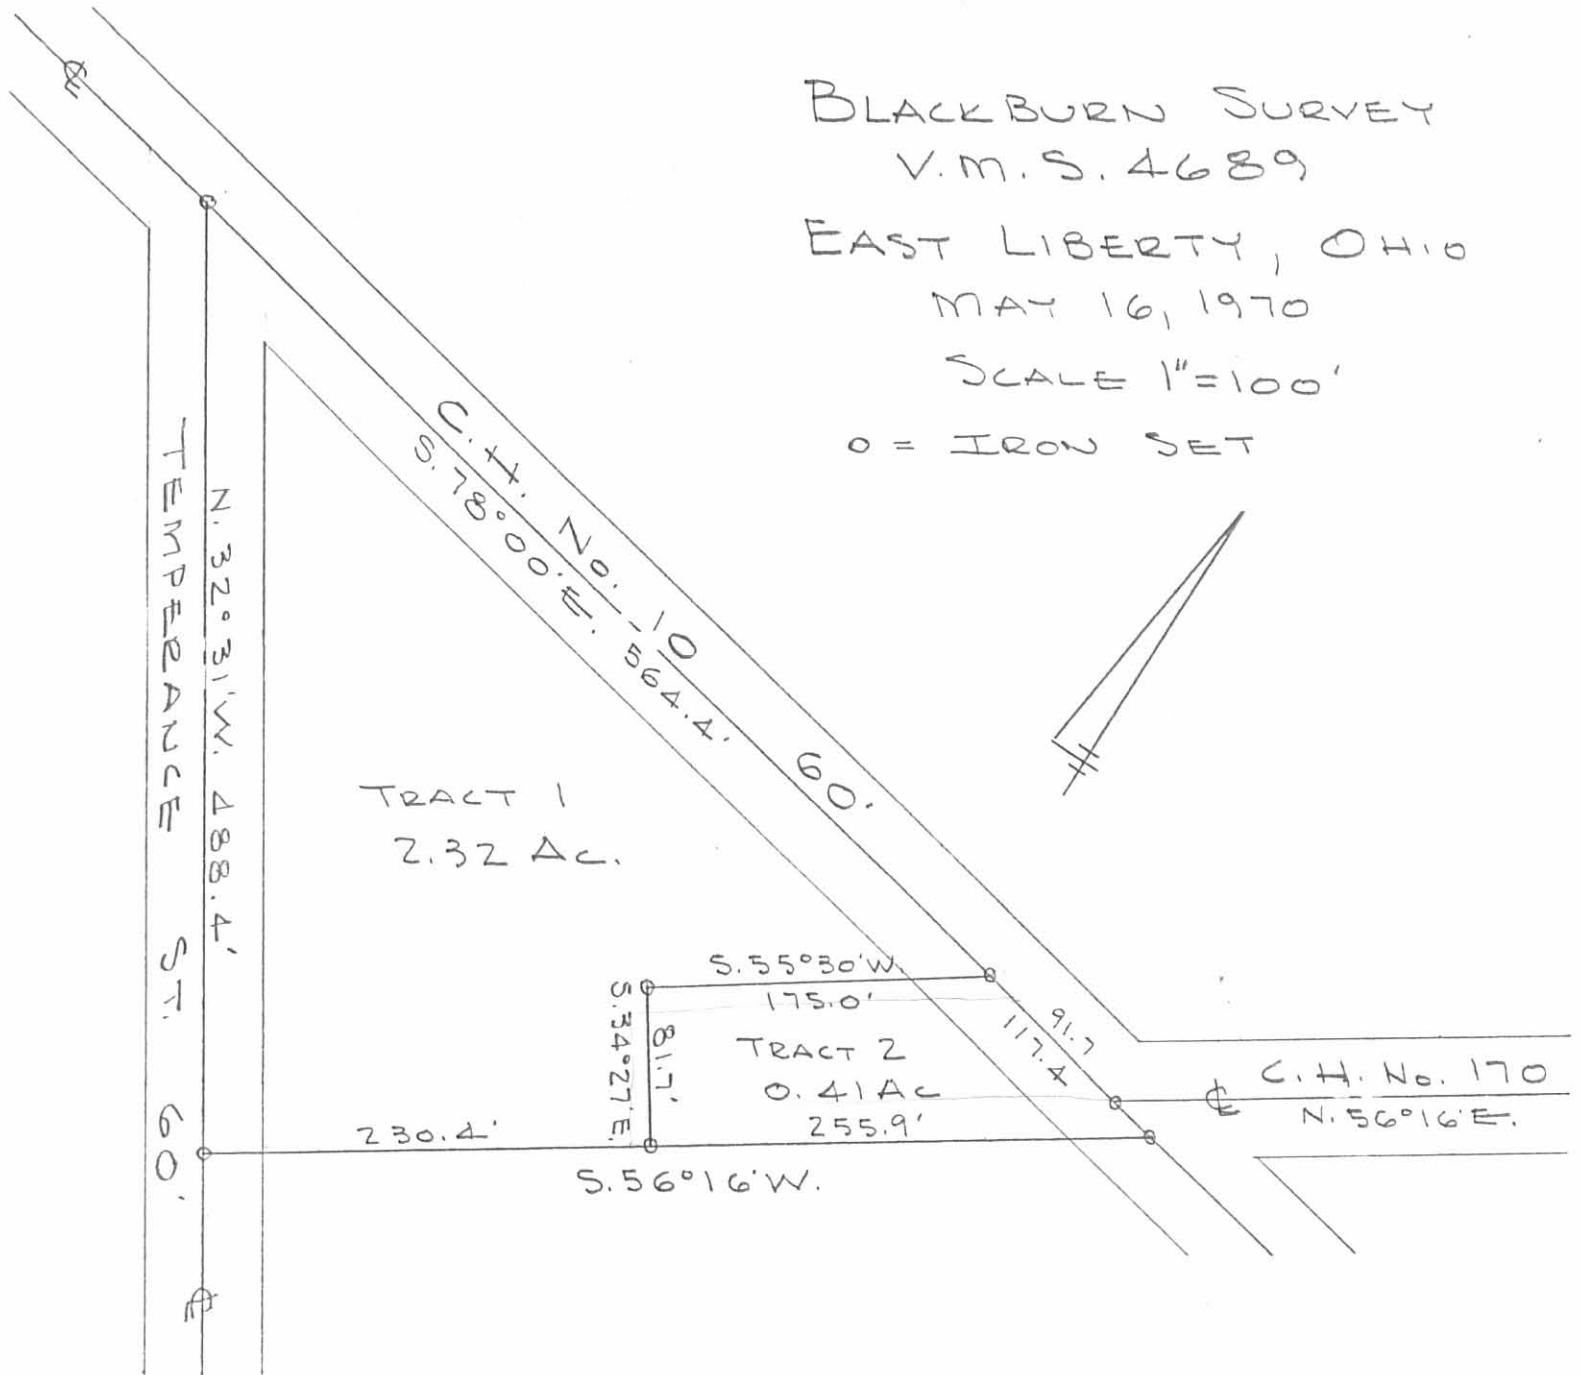 BLACKBURN SURVEY
V.M.S. 4689
EAST LIBERTY, OHIO
MAY 16, 1970
SCALE 1"=100'
o = IRON SET
℄
C.H. No. 10 60'
S. 78°00'E. 564.4'
TEMPERANCE ST. 60'
N. 32°31'W. 488.4'
TRACT 1
2.32 Ac.
S. 55°30'W
175.0'
S. 34°27'E.
81.7'
TRACT 2
0.41 Ac
255.9'
91.7
117.4
230.4'
S. 56°16'W.
℄
C.H. No. 170
N. 56°16'E.
℄